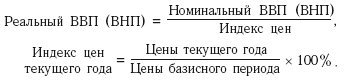 Реальный ВВП (ВНП) = Номинальный ВВП (ВНП) / Индекс цен,
Индекс цен текущего года = Цены текущего года / Цены базисного периода × 100% .